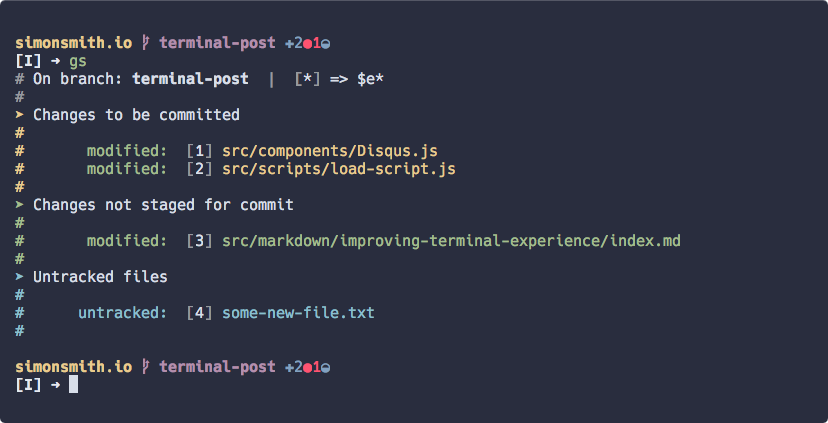 simonsmith.io ᚴ terminal-post ✚2●1◒
[I] ➜ gs
# On branch: terminal-post | [*] => $e*
#
➤ Changes to be committed
#
# modified: [1] src/components/Disqus.js
# modified: [2] src/scripts/load-script.js
#
➤ Changes not staged for commit
#
# modified: [3] src/markdown/improving-terminal-experience/index.md
#
➤ Untracked files
#
# untracked: [4] some-new-file.txt
#
simonsmith.io ᚴ terminal-post ✚2●1◒
[I] ➜